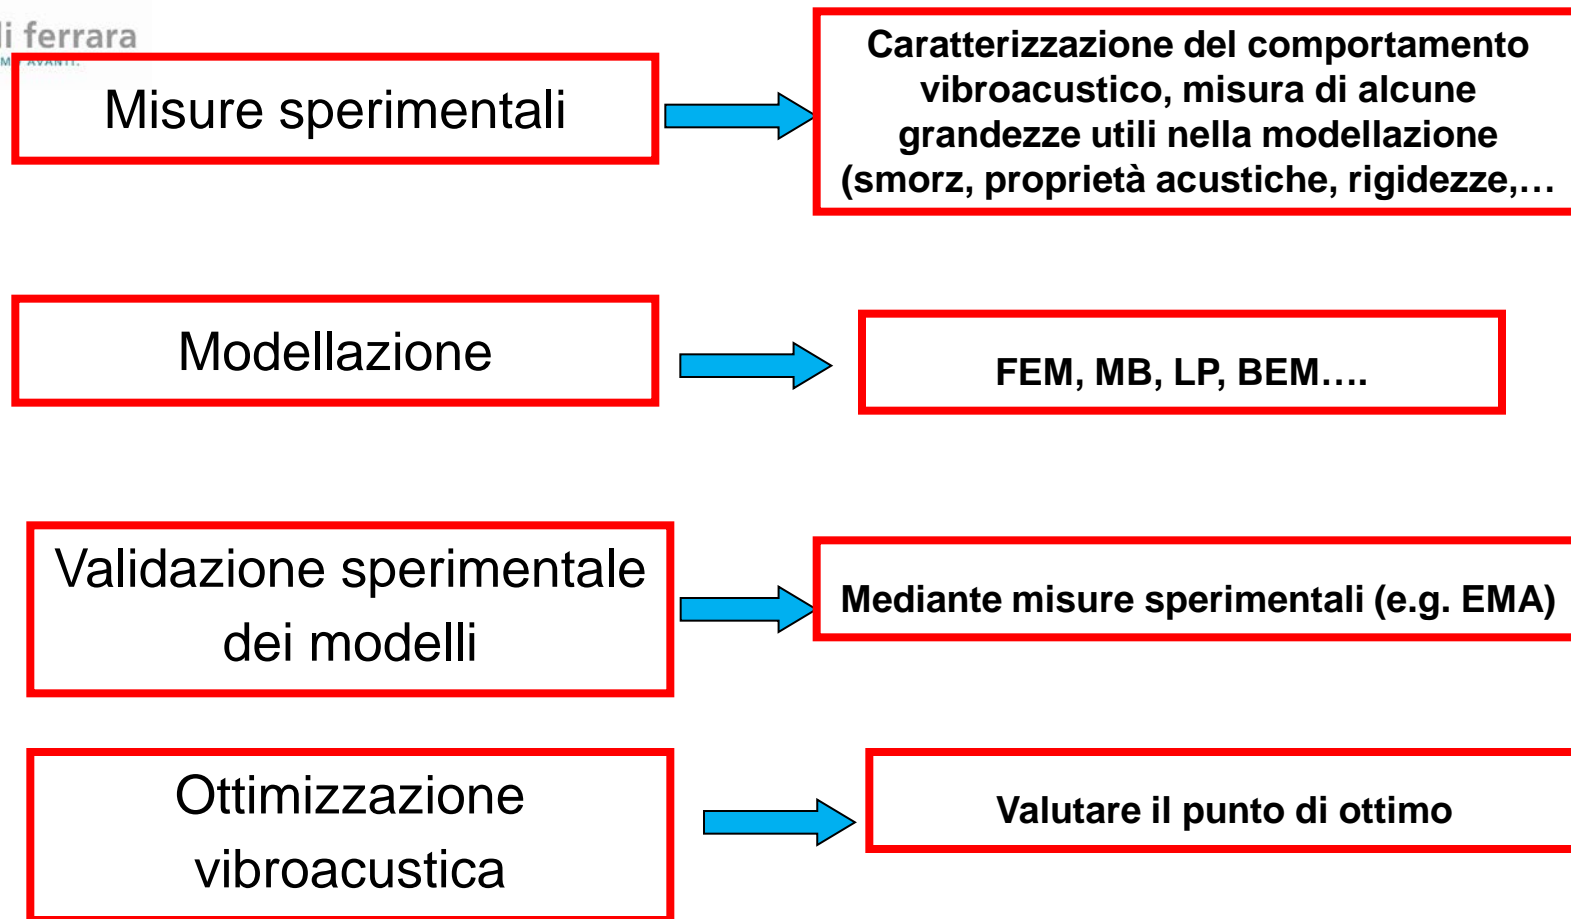 di ferrara
Misure sperimentali
Caratterizzazione del comportamento
vibroacustico, misura di alcune
grandezze utili nella modellazione
(smorz, proprietà acustiche, rigidezze,…
Modellazione
FEM, MB, LP, BEM….
Validazione sperimentale
dei modelli
Mediante misure sperimentali (e.g. EMA)
Ottimizzazione
vibroacustica
Valutare il punto di ottimo